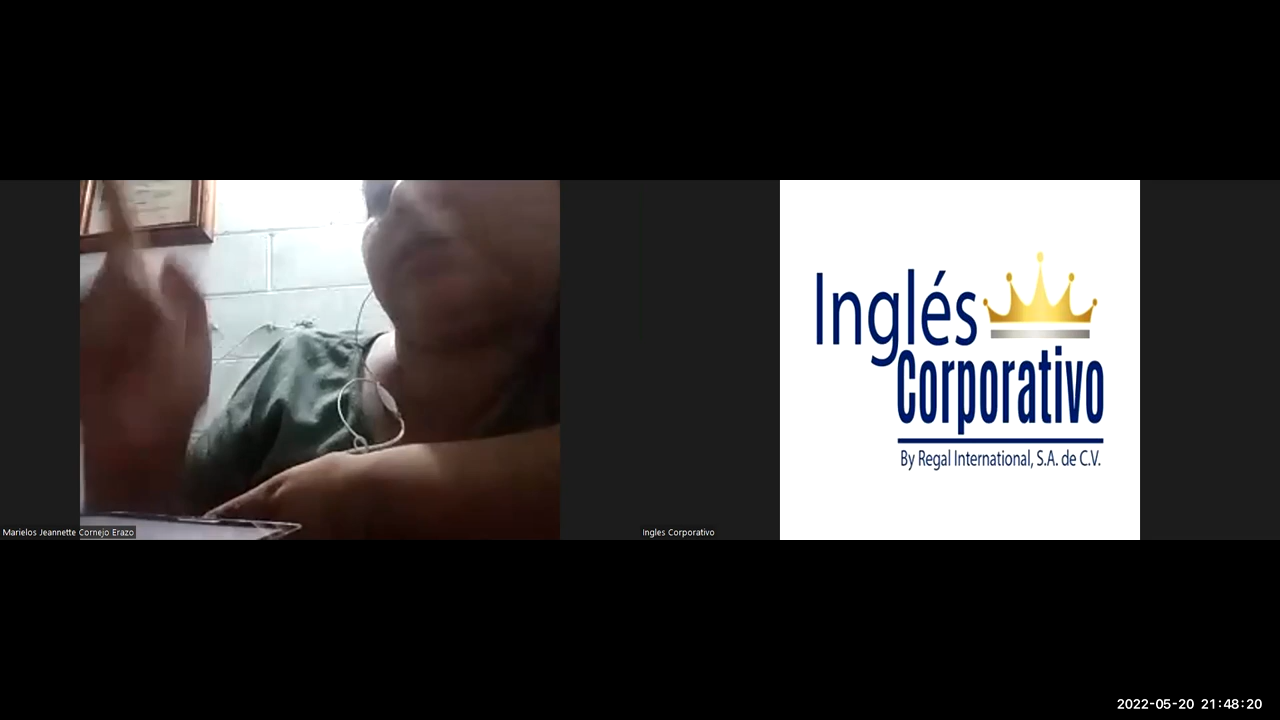 Inglés
Corporativo
By Regal International, S.A. de C.V.
Marielos Jeannette Cornejo Erazo
Ingles Corporativo
2022-05-20 21:48:20